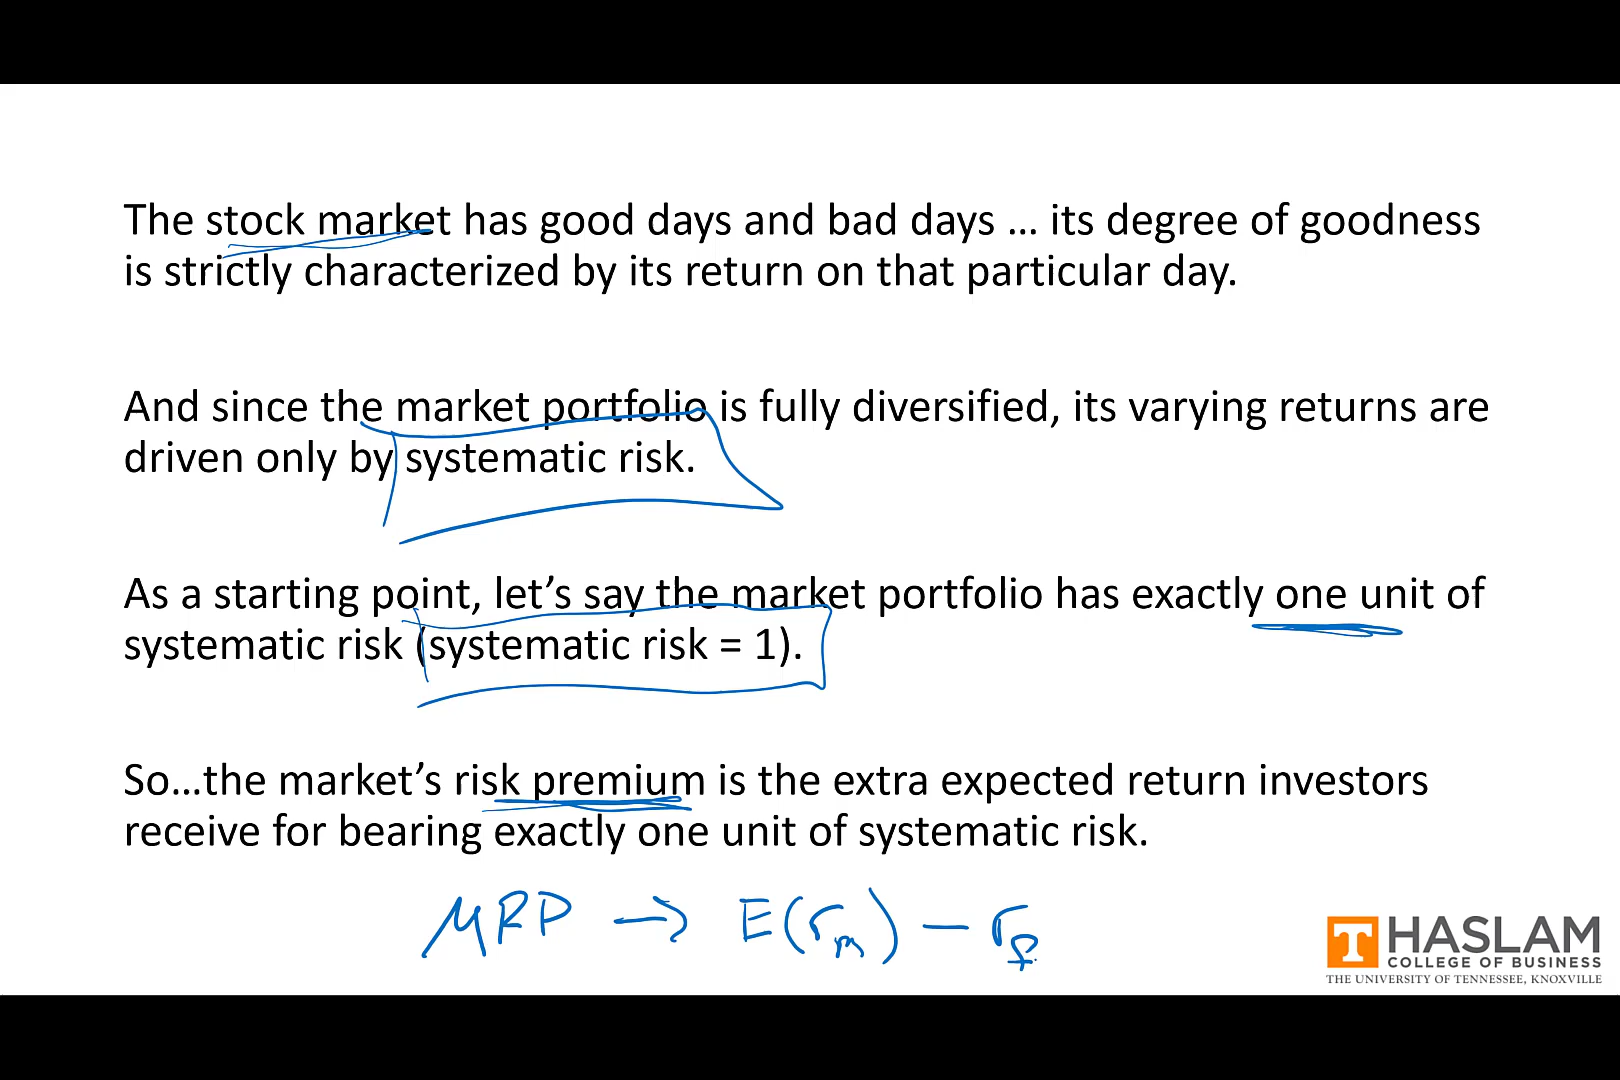 The stock market has good days and bad days … its degree of goodness
is strictly characterized by its return on that particular day.
And since the market portfolio is fully diversified, its varying returns are
driven only by systematic risk.
As a starting point, let’s say the market portfolio has exactly one unit of
systematic risk (systematic risk = 1).
So…the market’s risk premium is the extra expected return investors
receive for bearing exactly one unit of systematic risk.
MRP → E(rm) – rf
T HASLAM
COLLEGE OF BUSINESS
THE UNIVERSITY OF TENNESSEE, KNOXVILLE